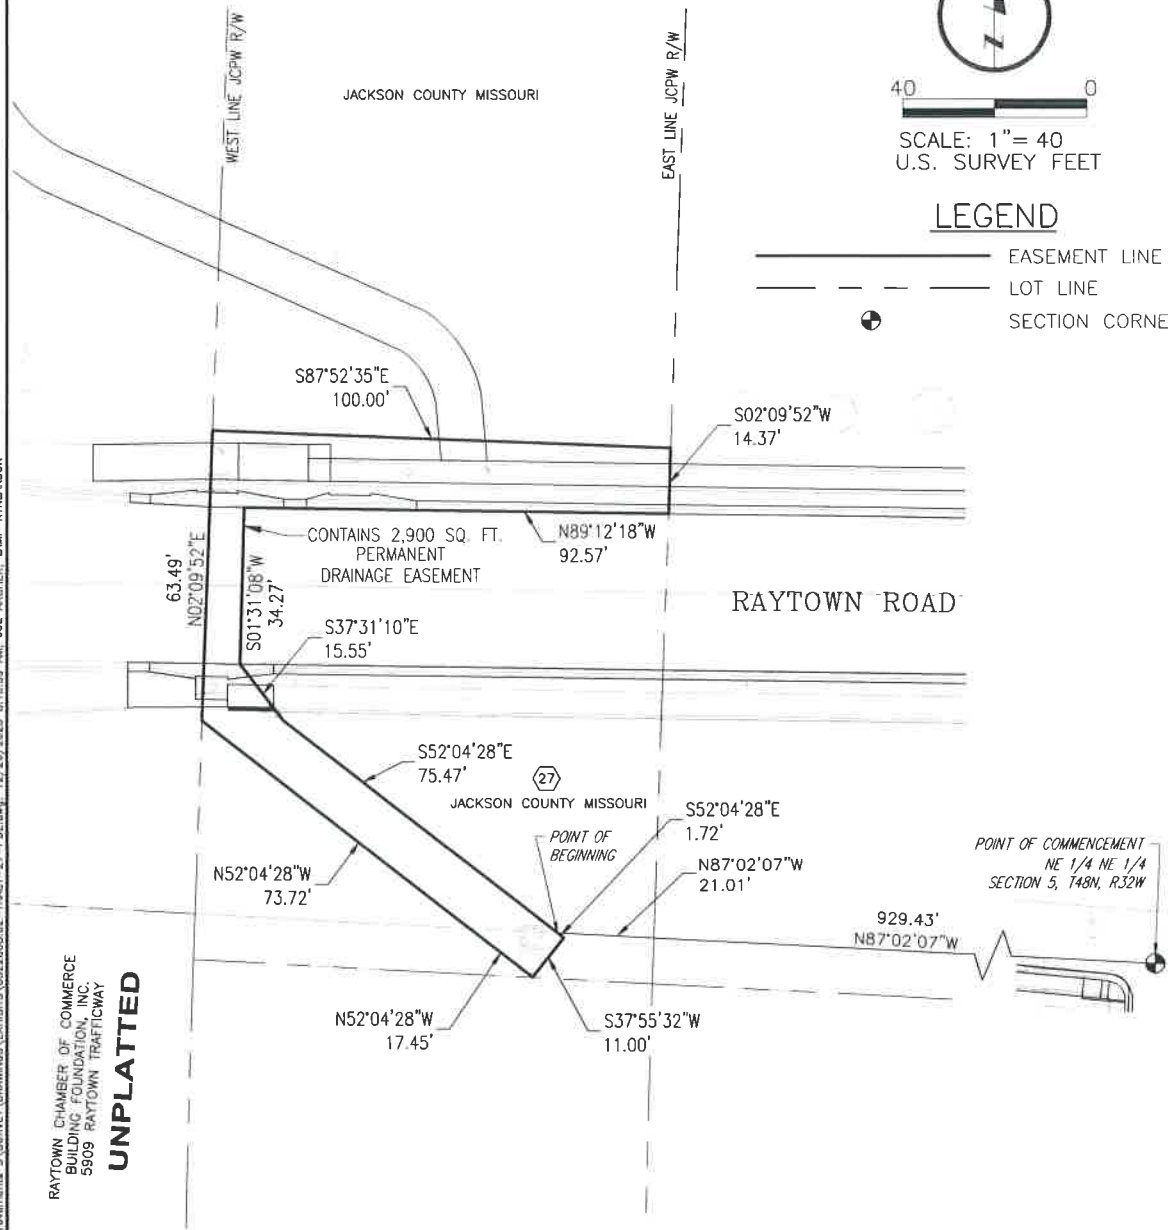 WEST LINE JCPW R/W
JACKSON COUNTY MISSOURI
EAST LINE JCPW R/W
N
40 0
SCALE: 1"= 40
U.S. SURVEY FEET
LEGEND
EASEMENT LINE
LOT LINE
SECTION CORNE
S87°52'35"E
100.00'
S02°09'52"W
14.37'
CONTAINS 2,900 SQ. FT.
PERMANENT
DRAINAGE EASEMENT
N89°12'18"W
92.57'
63.49'
N02°09'52"E
S01°31'08"W
34.27'
RAYTOWN ROAD
S37°31'10"E
15.55'
S52°04'28"E
75.47'
27
JACKSON COUNTY MISSOURI
POINT OF
BEGINNING
S52°04'28"E
1.72'
N87°02'07"W
21.01'
POINT OF COMMENCEMENT
NE 1/4 NE 1/4
SECTION 5, T48N, R32W
N52°04'28"W
73.72'
929.43'
N87°02'07"W
N52°04'28"W
17.45'
S37°55'32"W
11.00'
RAYTOWN CHAMBER OF COMMERCE
BUILDING FOUNDATION, INC.
5909 RAYTOWN TRAFFICWAY
UNPLATTED